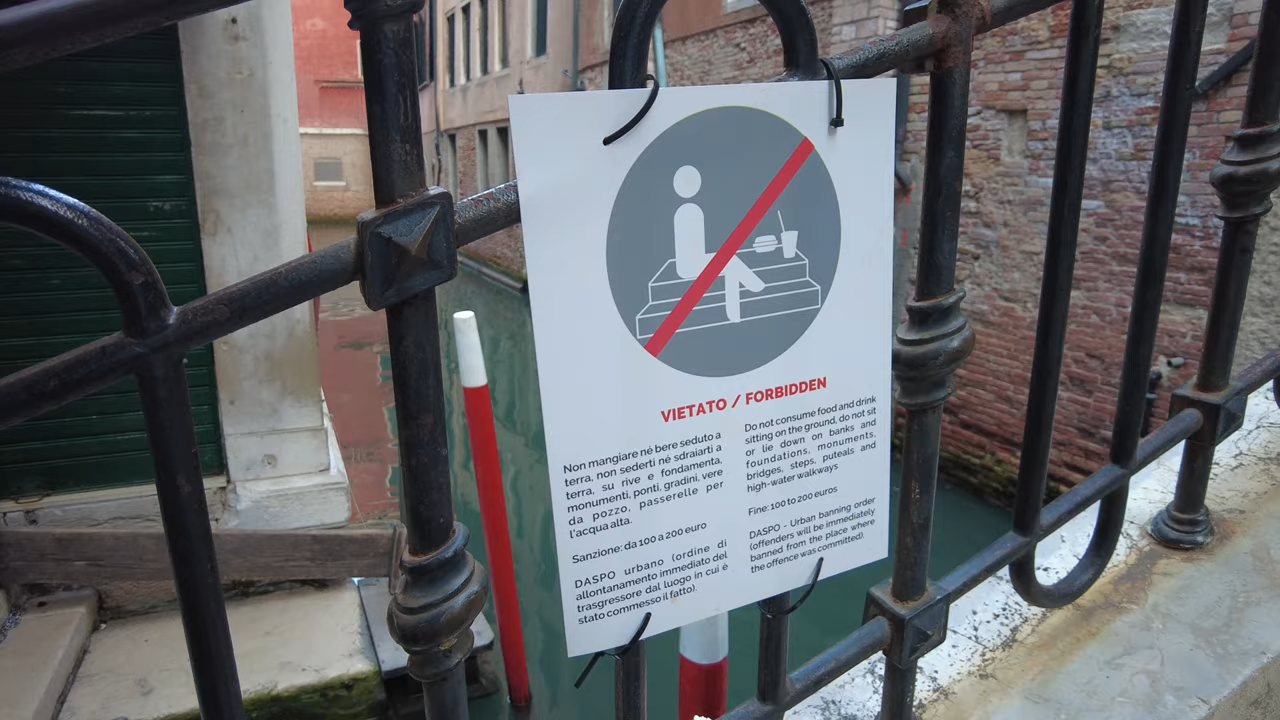 VIETATO / FORBIDDEN
Non mangiare né bere seduto a
terra, non sederti né sdraiarti a
terra, su rive e fondamenta,
monumenti, ponti, gradini, vere
da pozzo, passerelle per
l'acqua alta.
Sanzione: da 100 a 200 euro
DASPO urbano (ordine di
allontanamento immediato del
trasgressore dal luogo in cui è
stato commesso il fatto).
Do not consume food and drink
sitting on the ground, do not sit
or lie down on banks and
foundations, monuments,
bridges, steps, puteals and
high-water walkways
Fine: 100 to 200 euros
DASPO - Urban banning order
(offenders will be immediately
banned from the place where
the offence was committed).